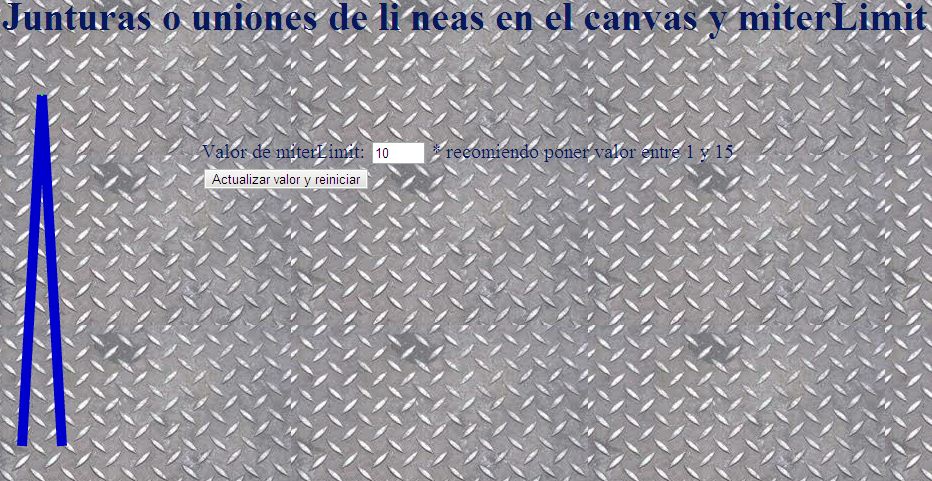 Junturas o uniones de li neas en el canvas y miterLimit
Valor de miterLimit: 10 * recomiendo poner valor entre 1 y 15
Actualizar valor y reiniciar